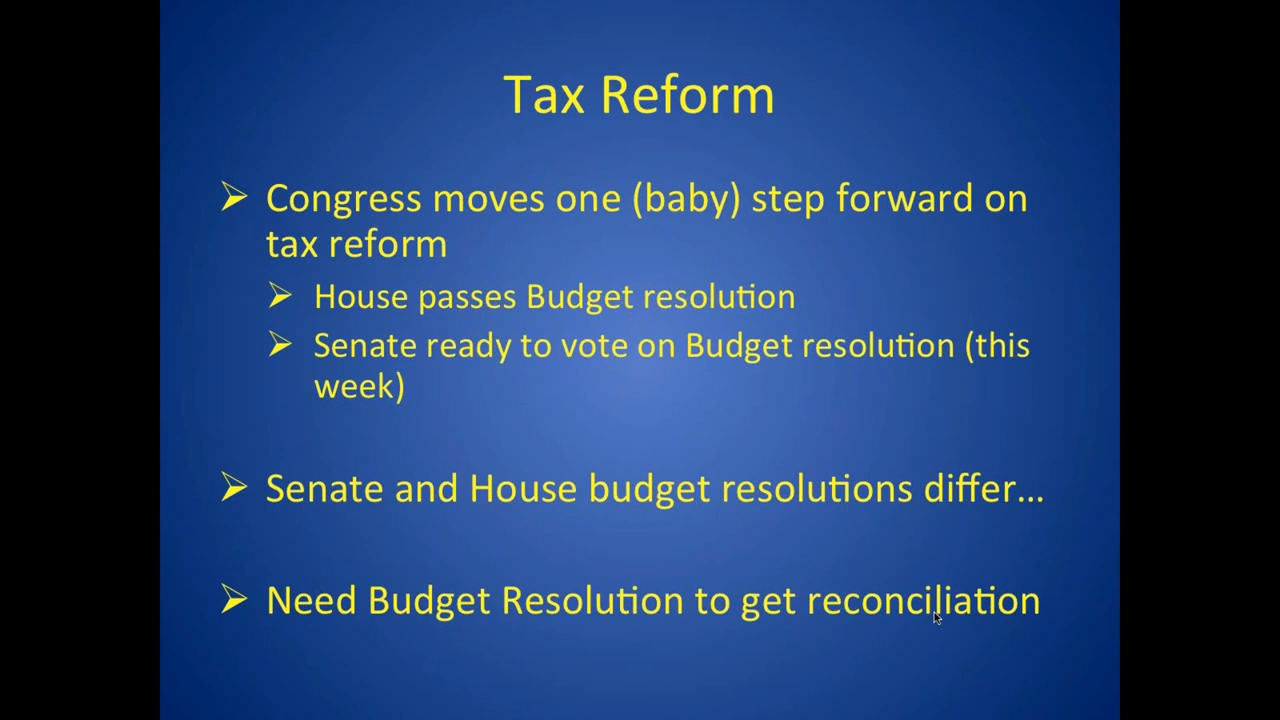 Tax Reform
Congress moves one (baby) step forward on
tax reform
House passes Budget resolution
Senate ready to vote on Budget resolution (this
week)
Senate and House budget resolutions differ...
Need Budget Resolution to get reconciliation